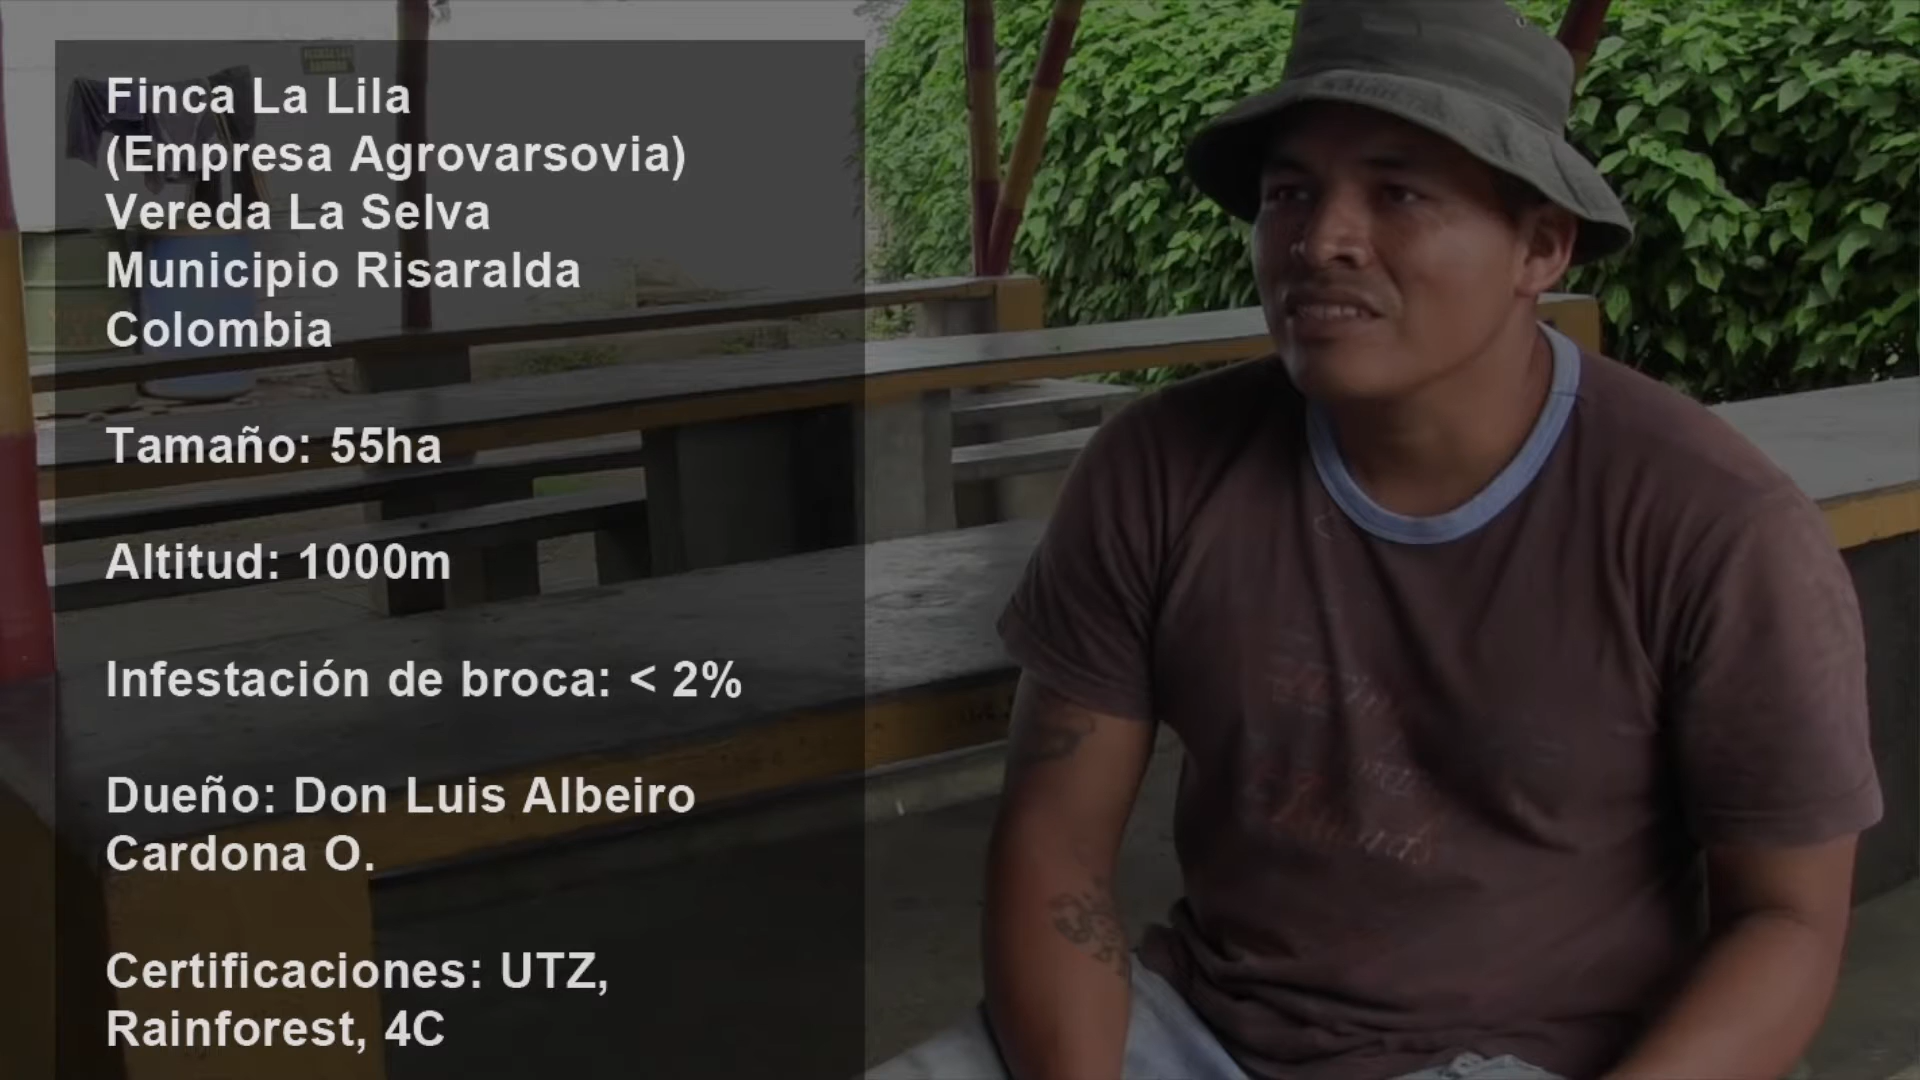 Finca La Lila
(Empresa Agrovarsovia)
Vereda La Selva
Municipio Risaralda
Colombia
Tamaño: 55ha
Altitud: 1000m
Infestación de broca: < 2%
Dueño: Don Luis Albeiro
Cardona O.
Certificaciones: UTZ,
Rainforest, 4C